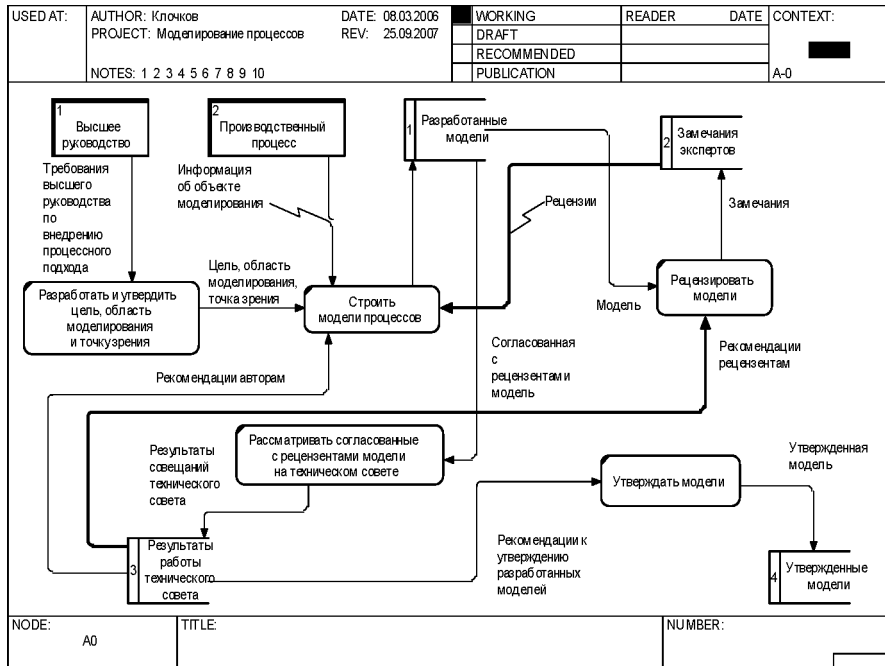 USED AT:
AUTHOR: Клочков
DATE: 08.03.2006
PROJECT: Моделирование процессов
REV: 25.09.2007
NOTES: 1 2 3 4 5 6 7 8 9 10
WORKING
DRAFT
RECOMMENDED
PUBLICATION
READER
DATE
CONTEXT:
A-0
1
Высшее
руководство
2
Производственный
процесс
1
Разработанные
модели
2
Замечания
экспертов
Требования
высшего
руководства
по
внедрению
процессного
подхода
Информация
об объекте
моделирования
Рецензии
Замечания
Цель, область
моделирования,
точка зрения
Разработать и утвердить
цель, область
моделирования
и точку зрения
Строить
модели процессов
Рецензировать
модели
Модель
Согласованная
с
рецензентами
модель
Рекомендации
рецензентам
Рекомендации авторам
Результаты
совещаний
технического
совета
Рассматривать согласованные
с рецензентами модели
на техническом совете
Утвержденная
модель
Утверждать модели
3
Результаты
работы
технического
совета
Рекомендации к
утверждению
разработанных
моделей
4
Утвержденные
модели
NODE:
A0
TITLE:
NUMBER: